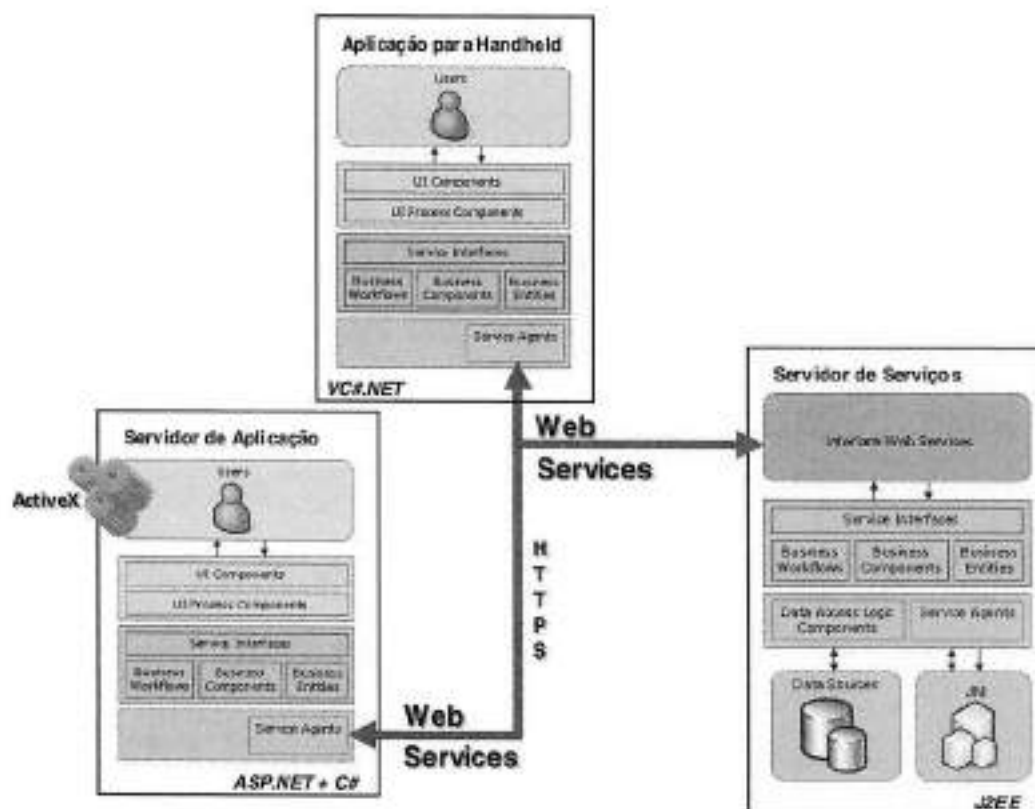 Aplicação para Handheld
Users
UI Components
UI Process Components
Service Interfaces
Business Workflows
Business Components
Business Entities
Service Agents
VC#.NET
Servidor de Aplicação
ActiveX
Users
UI Components
UI Process Components
Service Interfaces
Business Workflows
Business Components
Business Entities
Service Agents
ASP.NET + C#
Web Services
HTTPS
Web Services
Servidor de Serviços
Interface Web Services
Service Interfaces
Business Workflows
Business Components
Business Entities
Data Access Logic Components
Service Agents
Data Sources
JNI
J2EE